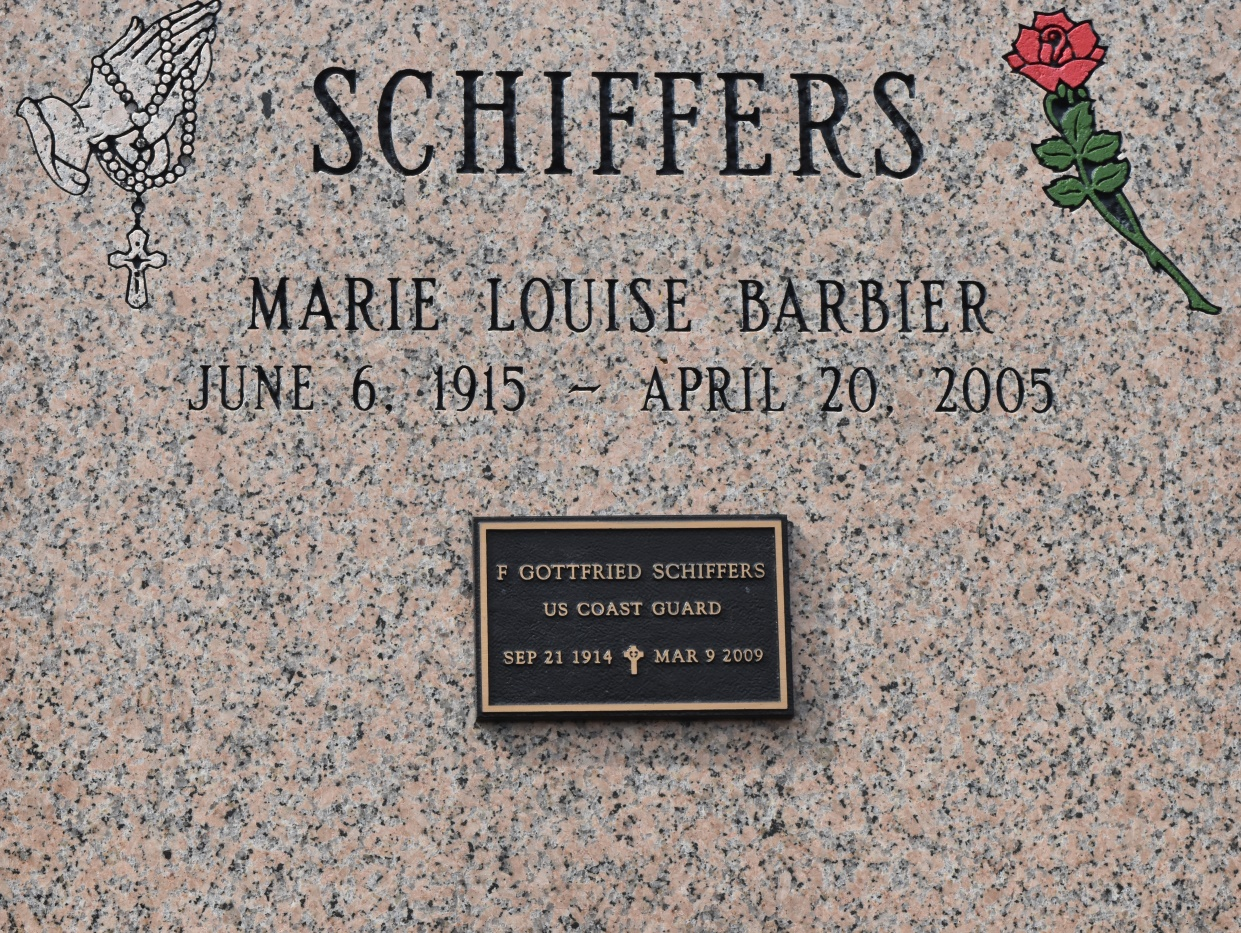 SCHIFFERS
MARIE LOUISE BARBIER
JUNE 6, 1915 ~ APRIL 20, 2005
F GOTTFRIED SCHIFFERS
US COAST GUARD
SEP 21 1914 MAR 9 2009